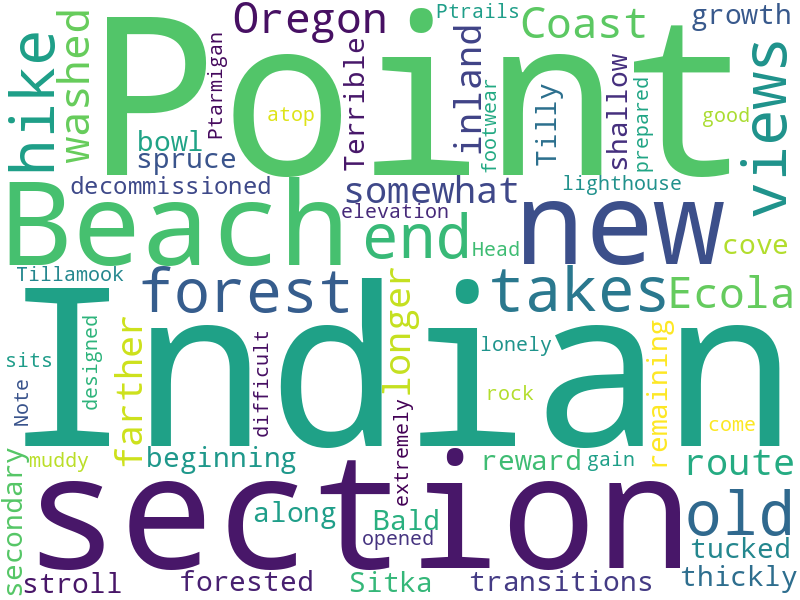 Oregon
Ptrails
Coast
growth
hike
washed
Point
Ptarmigan
atop
Terrible
inland
footwear
Tilly
shallow
prepared
good
views
bowl
spruce
decommissioned
somewhat
lighthouse
elevation
Beach
end
Head
new
cove
Tillamook
forest
longer
takes
Ecola
sits
Note
designed
farther
Indian
difficult
lonely
rock
remaining
come
muddy
beginning
extremely
reward
gain
route
secondary
section
along
Bald
opened
old
tucked
stroll
forested
Sitka
transitions
thickly